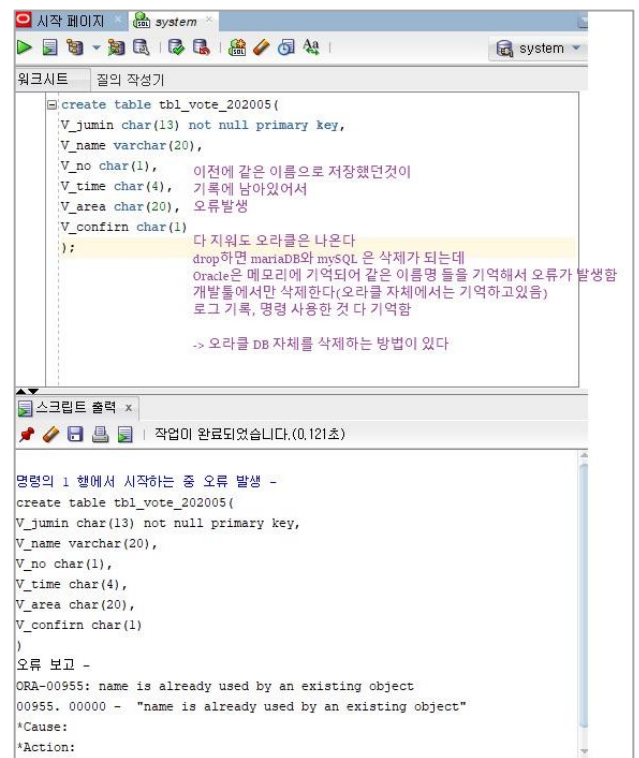 시작 페이지 system
system
워크시트 질의 작성기
create table tbl_vote_202005(
V_jumin char(13) not null primary key,
V_name varchar(20),
V_no char(1),
V_time char(4),
V_area char(20),
V_confirn char(1)
);
이전에 같은 이름으로 저장했던것이
기록에 남아있어서
오류발생
다 지워도 오라클은 나온다
drop하면 mariaDB와 mySQL 은 삭제가 되는데
Oracle은 메모리에 기억되어 같은 이름명 들을 기억해서 오류가 발생함
개발툴에서만 삭제한다(오라클 자체에서는 기억하고있음)
로그 기록, 명령 사용한 것 다 기억함
-> 오라클 DB 자체를 삭제하는 방법이 있다
스크립트 출력 x
작업이 완료되었습니다.(0.121초)
명령의 1 행에서 시작하는 중 오류 발생 -
create table tbl_vote_202005(
V_jumin char(13) not null primary key,
V_name varchar(20),
V_no char(1),
V_time char(4),
V_area char(20),
V_confirn char(1)
)
오류 보고 -
ORA-00955: name is already used by an existing object
00955. 00000 - "name is already used by an existing object"
*Cause:
*Action: